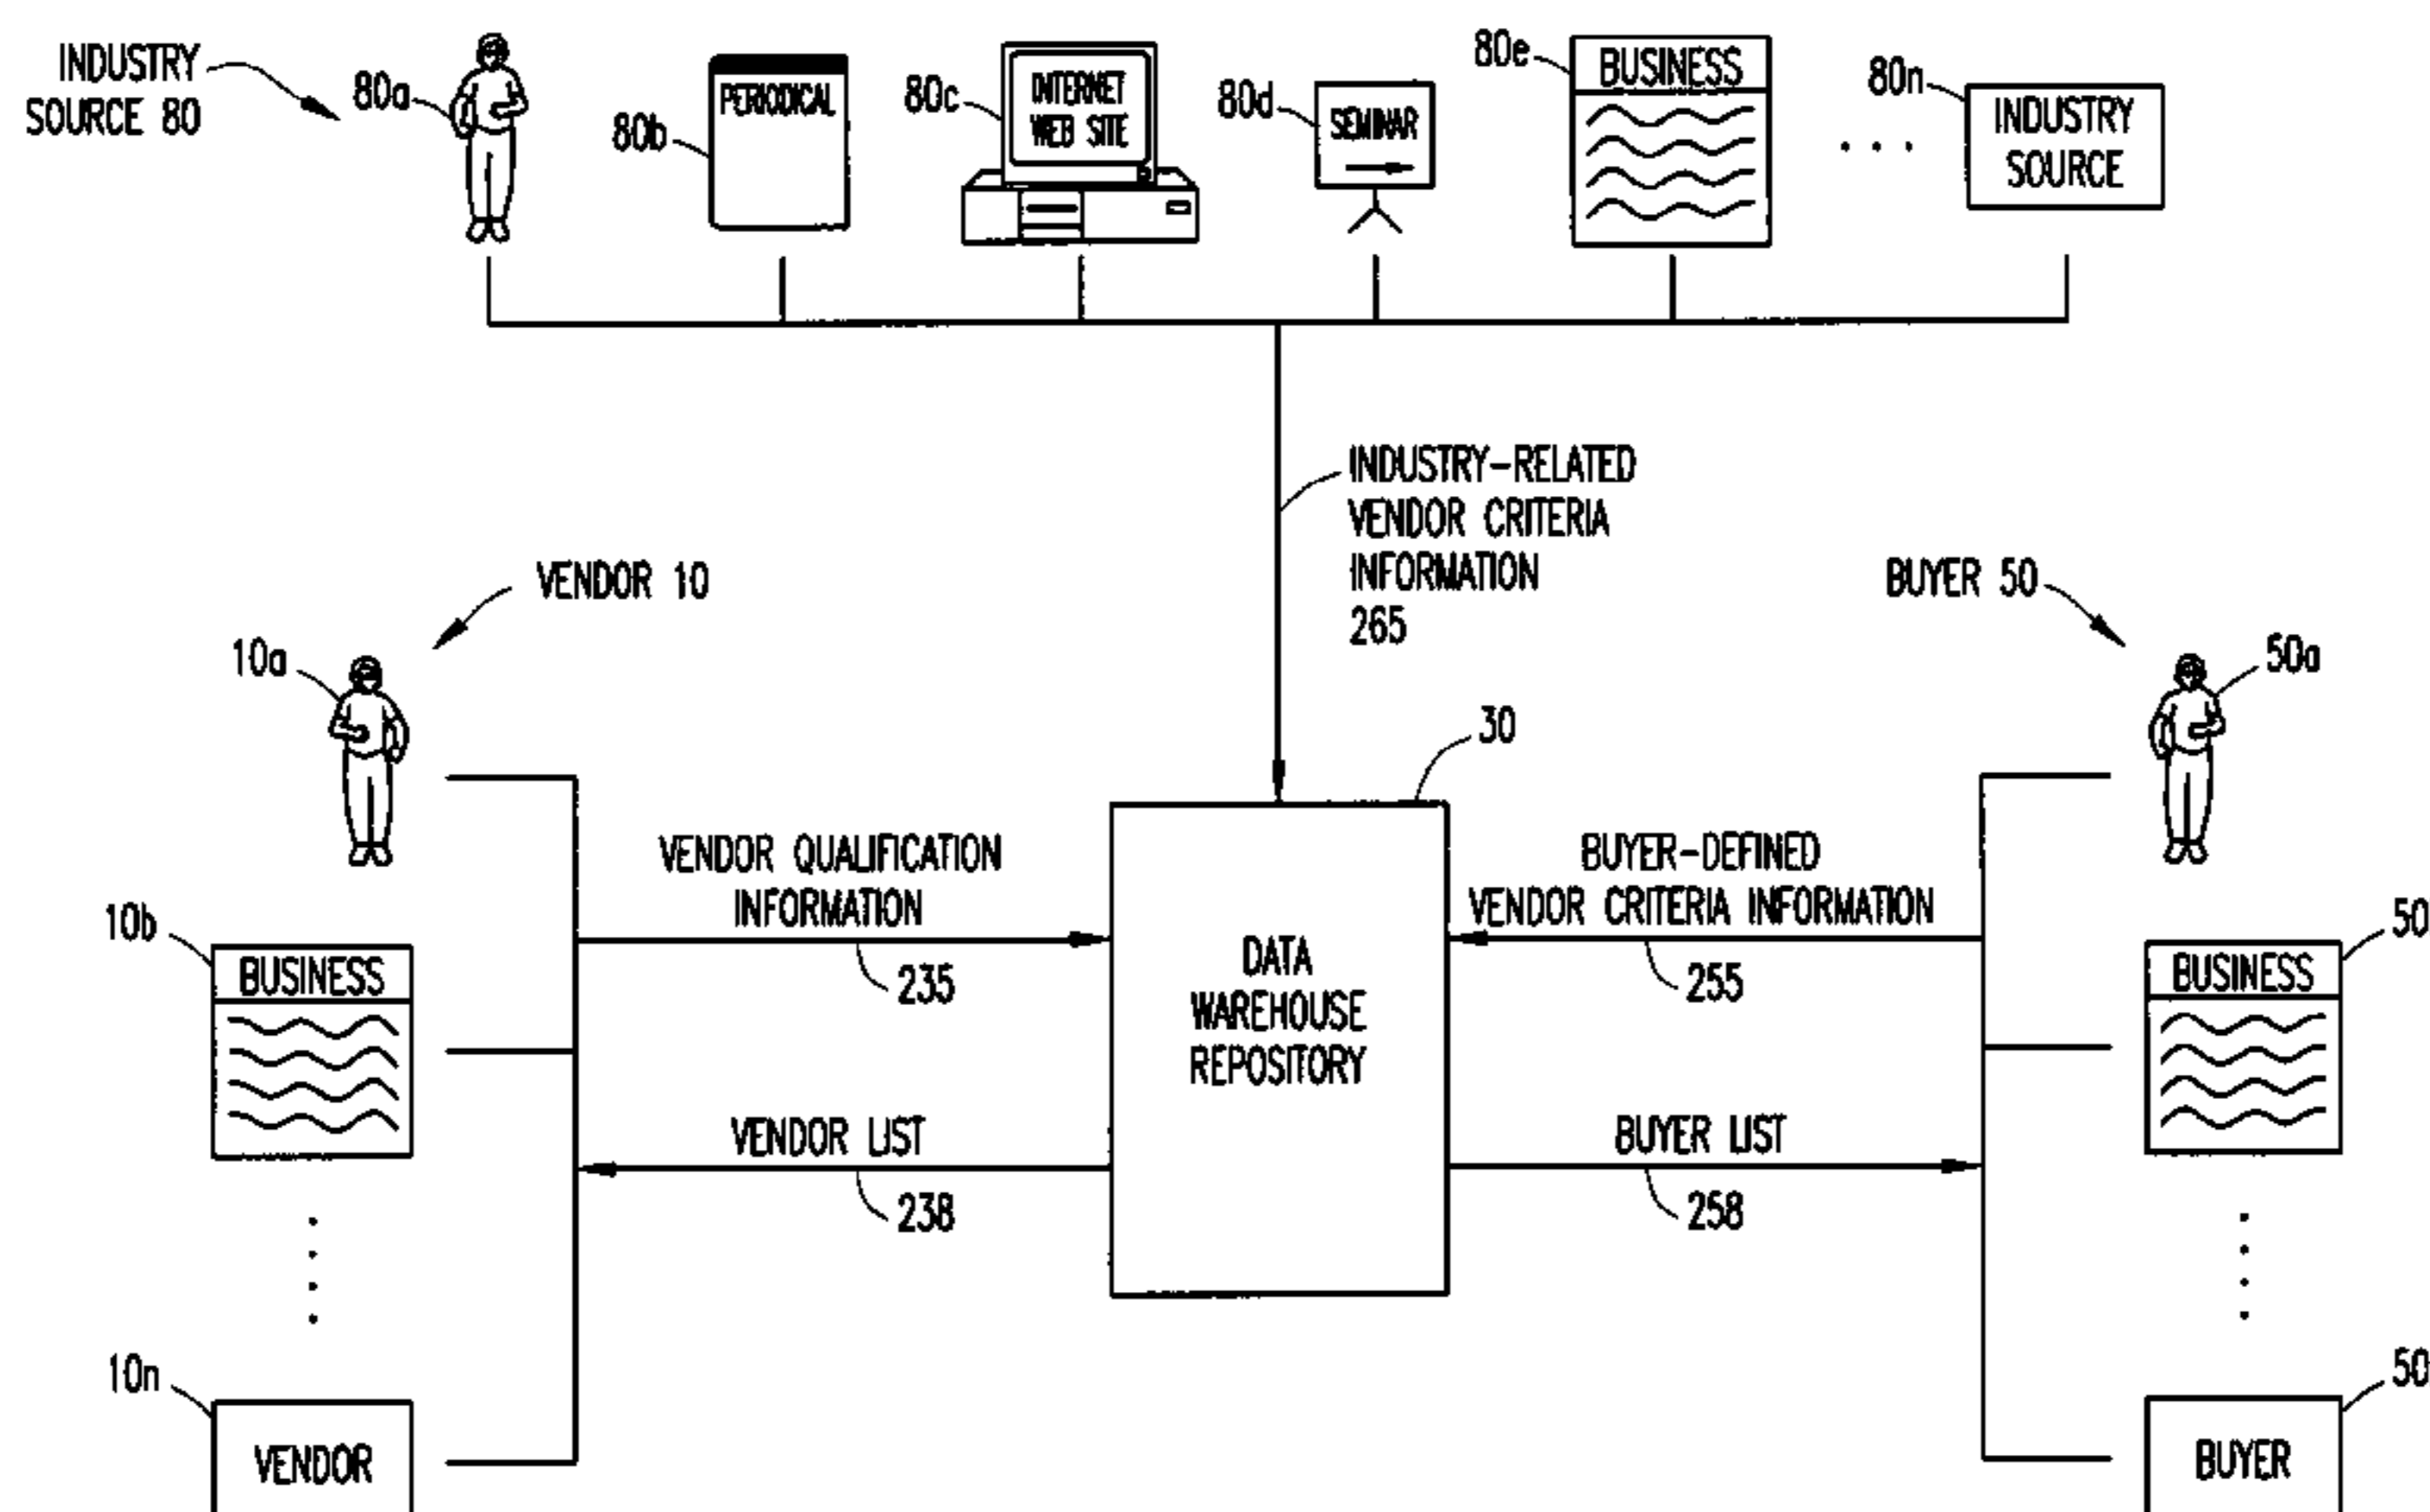 INDUSTRY
SOURCE 80
80a
80b
PERIODICAL
80c
INTERNET
WEB SITE
80d
SEMINAR
80e
BUSINESS
. . .
80n
INDUSTRY
SOURCE
INDUSTRY-RELATED
VENDOR CRITERIA
INFORMATION
265
VENDOR 10
10a
BUYER 50
50a
30
VENDOR QUALIFICATION
INFORMATION
235
DATA
WAREHOUSE
REPOSITORY
BUYER-DEFINED
VENDOR CRITERIA INFORMATION
255
10b
BUSINESS
50
BUSINESS
VENDOR LIST
238
BUYER LIST
258
10n
VENDOR
50
BUYER